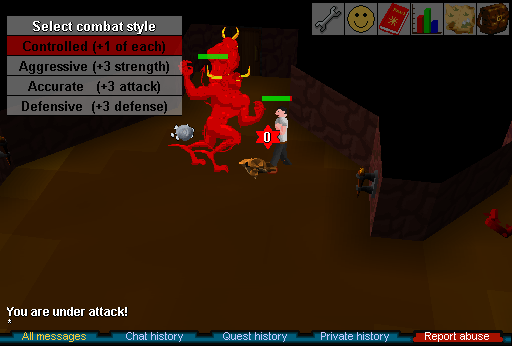 Select combat style
Controlled (+1 of each)
Aggressive (+3 strength)
Accurate (+3 attack)
Defensive (+3 defense)
0
You are under attack!
*
All messages
Chat history
Quest history
Private history
Report abuse